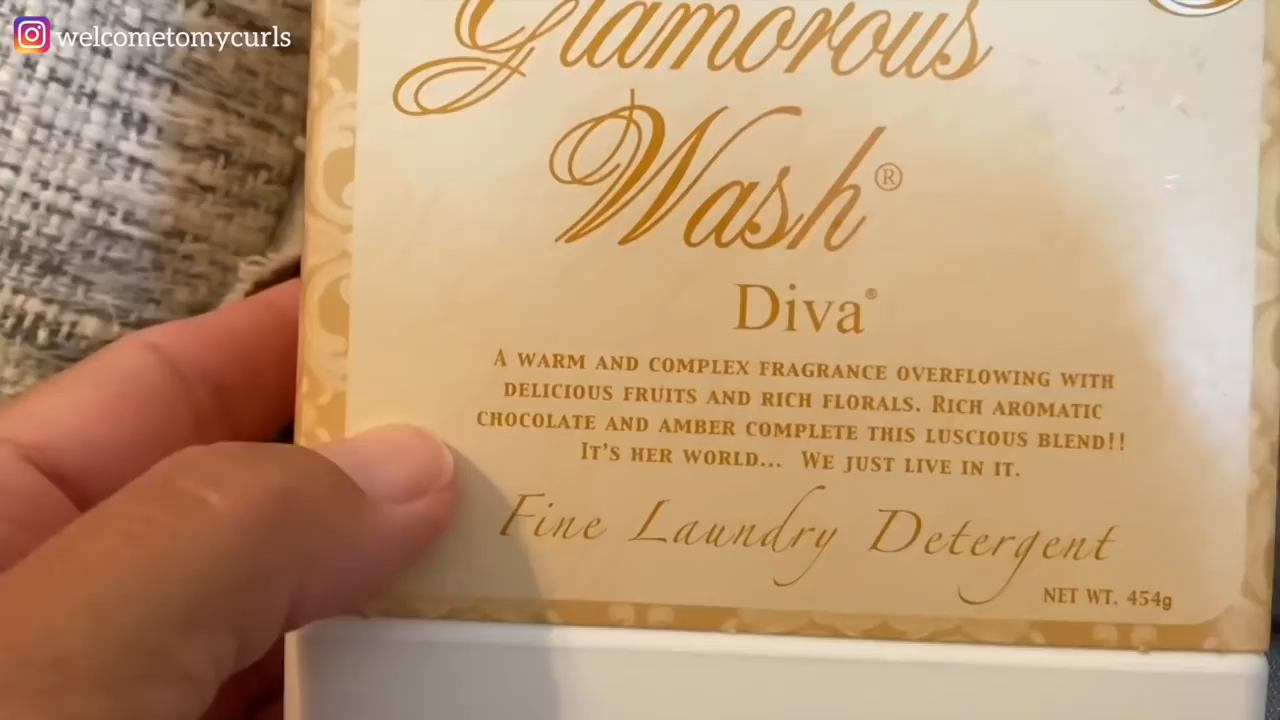 welcometomycurls
Glamorous
Wash®
Diva®
A WARM AND COMPLEX FRAGRANCE OVERFLOWING WITH
DELICIOUS FRUITS AND RICH FLORALS. RICH AROMATIC
CHOCOLATE AND AMBER COMPLETE THIS LUSCIOUS BLEND!!
IT'S HER WORLD... WE JUST LIVE IN IT.
Fine Laundry Detergent
NET WT. 454g